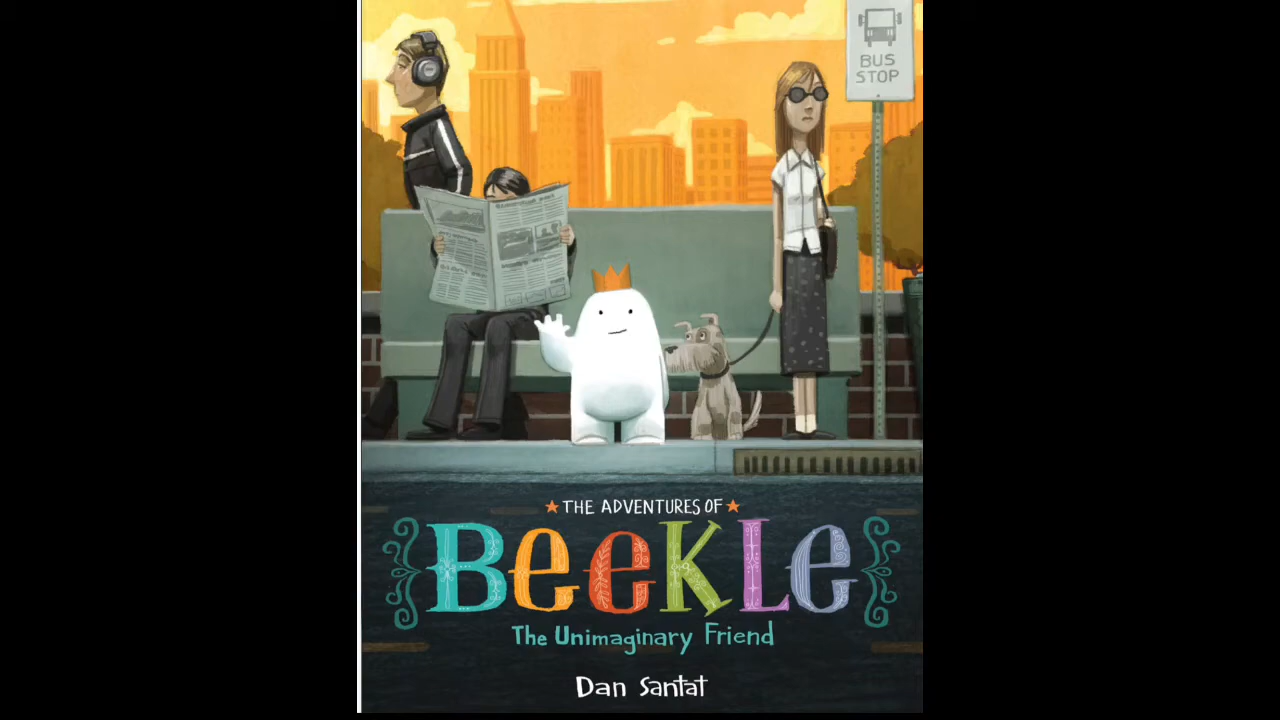 BUS
STOP
THE ADVENTURES OF
BeeKLe
The Unimaginary Friend
Dan Santat